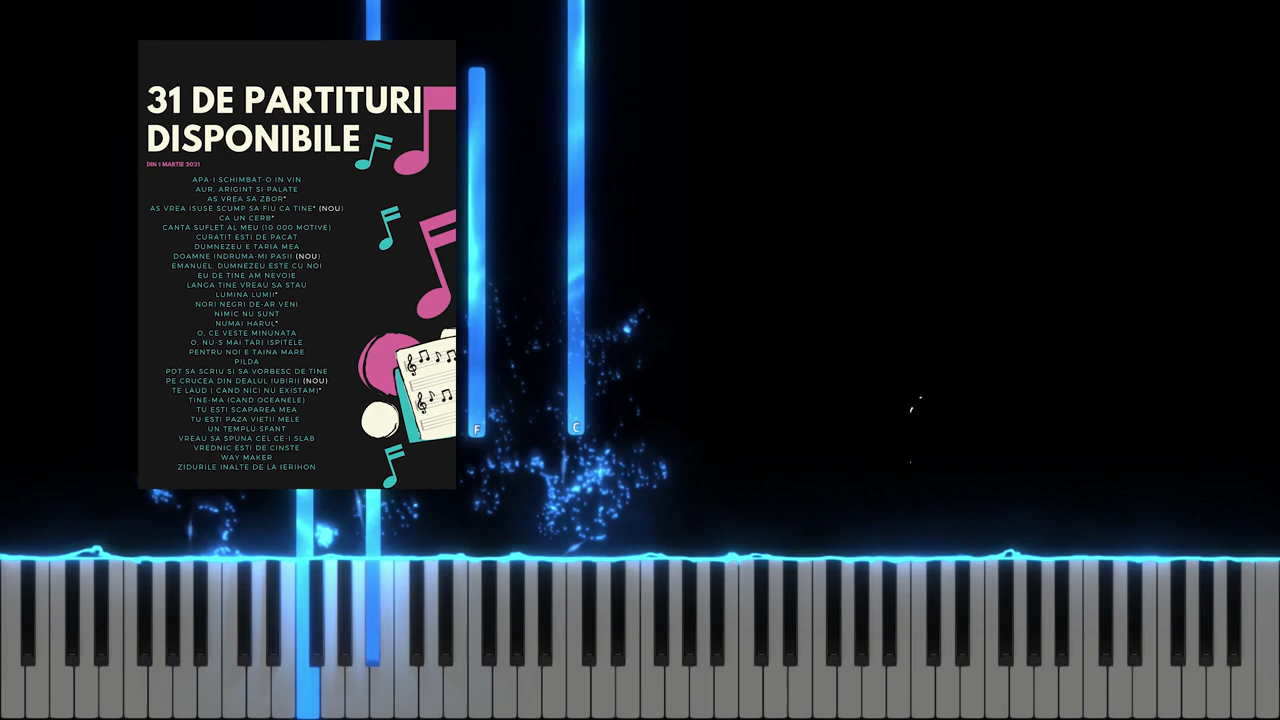 31 DE PARTITURI
DISPONIBILE
DIN 1 MARTIE 2021
APA-I SCHIMBAT-O IN VIN
AUR, ARIGINT SI PALATE
AS VREA SA ZBOR*
AS VREA ISUSE SCUMP SA FIU CA TINE* (NOU)
CA UN CERB*
CANTA SUFLET AL MEU (10 000 MOTIVE)
CURATIT ESTI DE PACAT
DUMNEZEU E TARIA MEA
DOAMNE INDRUMA-MI PASII (NOU)
EMANUEL, DUMNEZEU ESTE CU NOI
EU DE TINE AM NEVOIE
LANGA TINE VREAU SA STAU
LUMINA LUMII*
NORI NEGRI DE-AR VENI
NIMIC NU SUNT
NUMAI HARUL*
O, CE VESTE MINUNATA
O, NU-S MAI TARI ISPITELE
PENTRU NOI E TAINA MARE
PILDA
POT SA SCRIU SI SA VORBESC DE TINE
PE CRUCEA DIN DEALUL IUBIRII (NOU)
TE LAUD ( CAND NICI NU EXISTAM)*
TINE-MA (CAND OCEANELE)
TU ESTI SCAPAREA MEA
TU ESTI PAZA VIETII MELE
UN TEMPLU SFANT
VREAU SA SPUNA CEL CE-I SLAB
VREDNIC ESTI DE CINSTE
WAY MAKER
ZIDURILE INALTE DE LA IERIHON
F
C